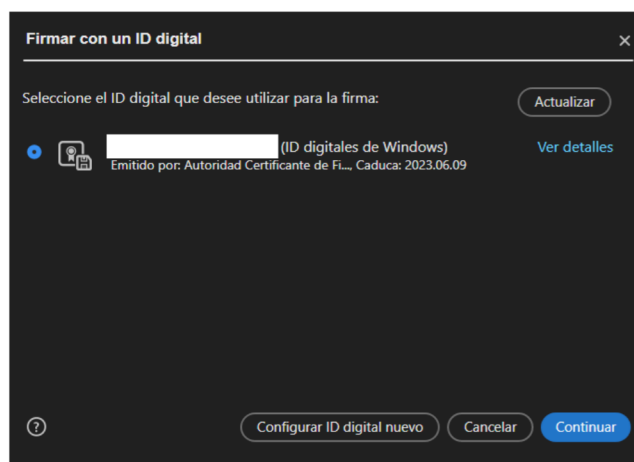 Firmar con un ID digital
×
Seleccione el ID digital que desee utilizar para la firma:
Actualizar
(ID digitales de Windows)
Ver detalles
Emitido por: Autoridad Certificante de Fi..., Caduca: 2023.06.09
?
Configurar ID digital nuevo
Cancelar
Continuar